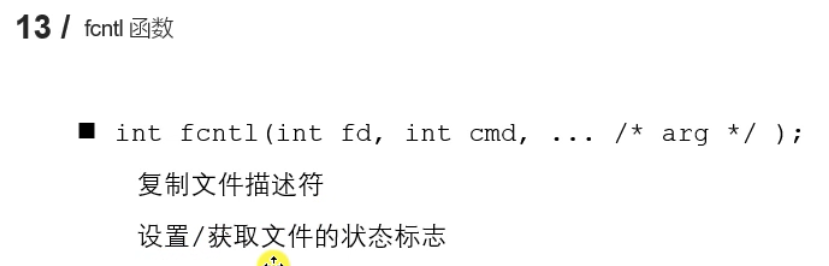 13 / fcntl 函数
■ int fcntl(int fd, int cmd, ... /* arg */ );
复制文件描述符
设置/获取文件的状态标志